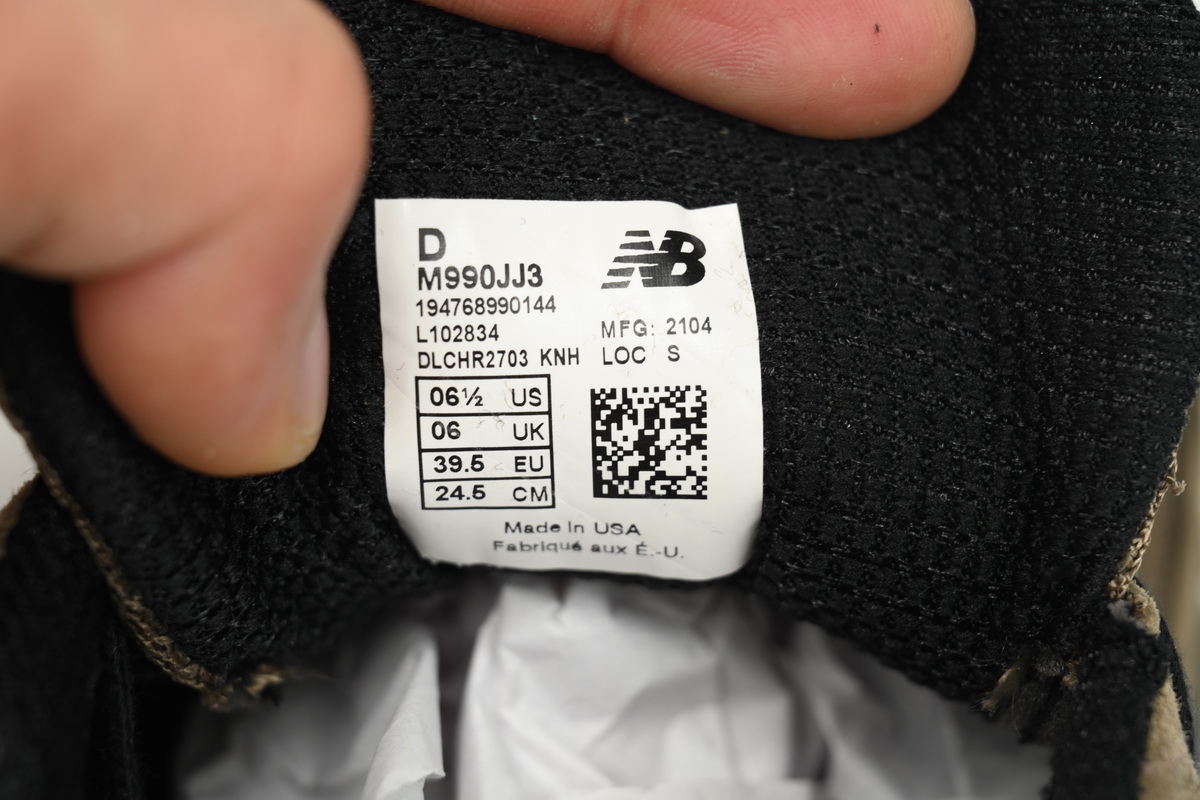 D
NB
M990JJ3
194768990144
L102834
MFG: 2104
DLCHR2703 KNH
LOC S
06½ US
06 UK
39.5 EU
24.5 CM
Made In USA
Fabriqué aux É.-U.